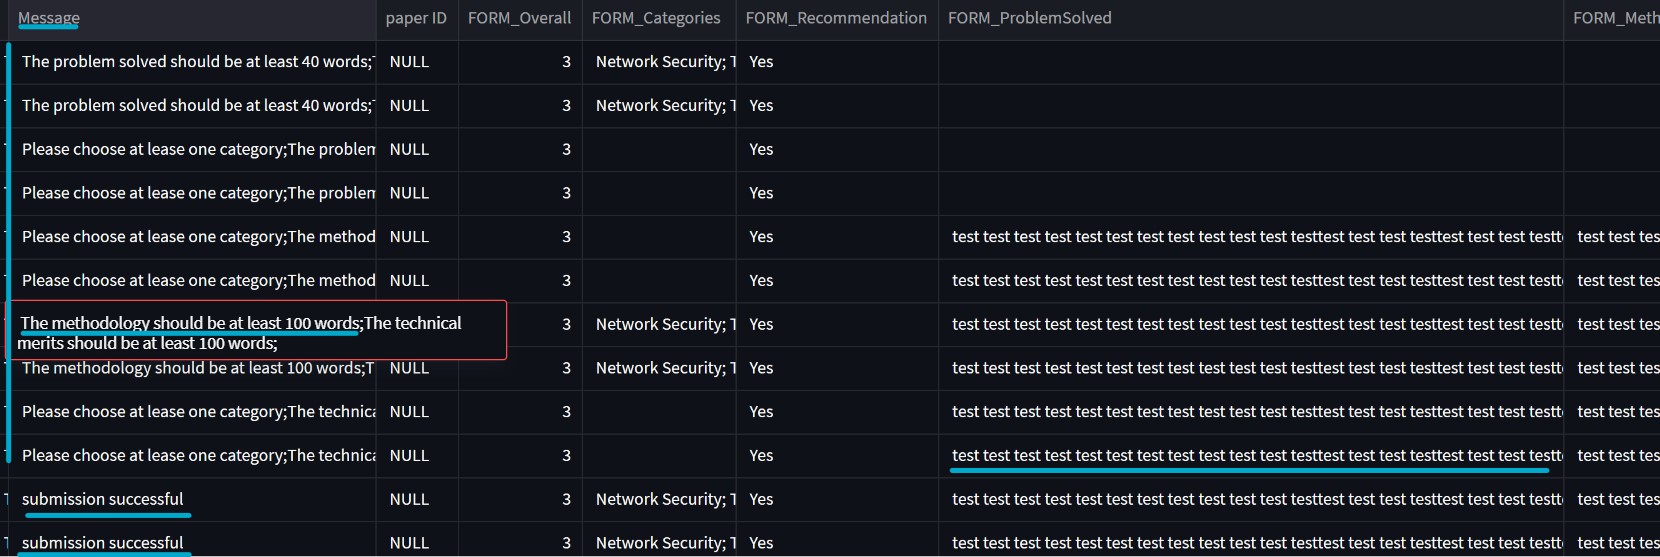 Message paper ID FORM_Overall FORM_Categories FORM_Recommendation FORM_ProblemSolved FORM_Meth
The problem solved should be at least 40 words; NULL 3 Network Security; T Yes
The problem solved should be at least 40 words; NULL 3 Network Security; T Yes
Please choose at lease one category;The problem NULL 3 Yes
Please choose at lease one category;The problem NULL 3 Yes
Please choose at lease one category;The method NULL 3 Yes test test test test test test test test test test test testtest test test testtest test test testt test test tes
Please choose at lease one category;The method NULL 3 Yes test test test test test test test test test test test testtest test test testtest test test testt test test tes
The methodology should be at least 100 words;The technical 3 Network Security; T Yes test test test test test test test test test test test testtest test test testtest test test testt test test tes
merits should be at least 100 words;
The methodology should be at least 100 words;T NULL 3 Network Security; T Yes test test test test test test test test test test test testtest test test testtest test test testt test test tes
Please choose at lease one category;The technica NULL 3 Yes test test test test test test test test test test test testtest test test testtest test test testt test test tes
Please choose at lease one category;The technica NULL 3 Yes test test test test test test test test test test test testtest test test testtest test test testt test test tes
submission successful NULL 3 Network Security; T Yes test test test test test test test test test test test testtest test test testtest test test testt test test tes
submission successful NULL 3 Network Security; T Yes test test test test test test test test test test test testtest test test testtest test test testt test test tes